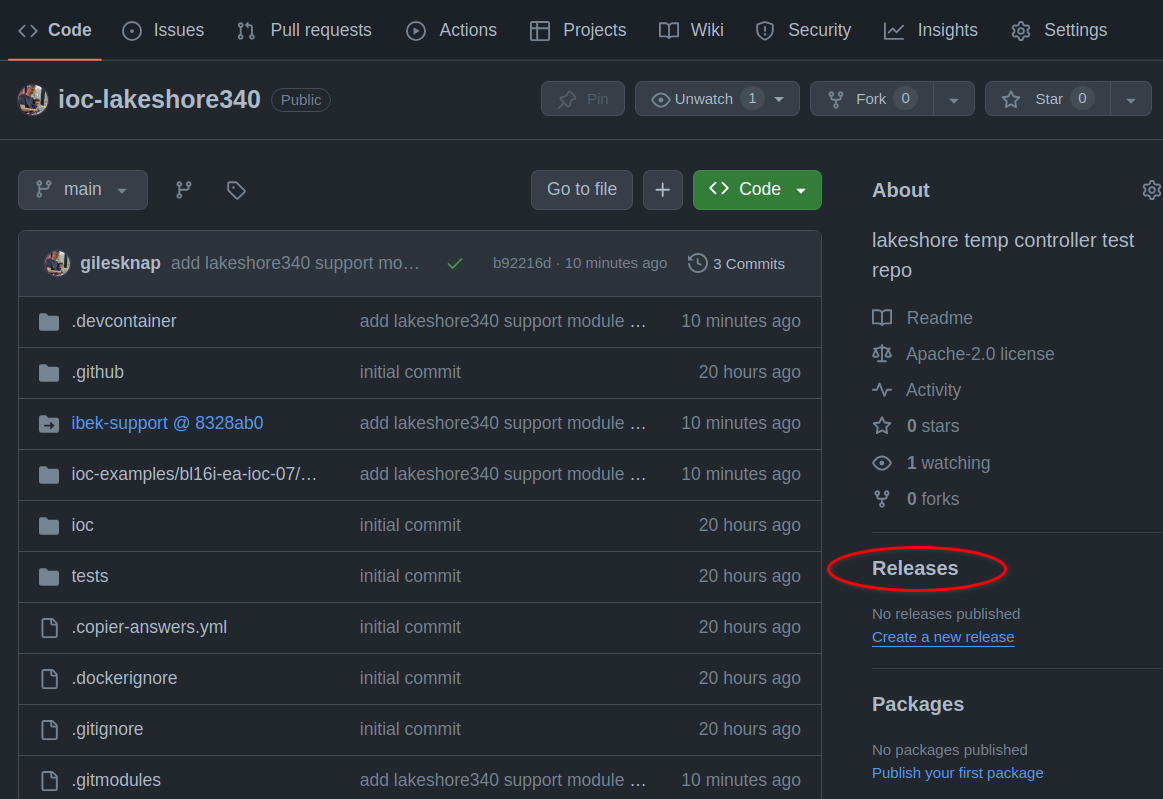 Code Issues Pull requests Actions Projects Wiki Security Insights Settings
ioc-lakeshore340 Public Pin Unwatch 1 Fork 0 Star 0
main Go to file Code
gilesknap add lakeshore340 support mo… b92216d · 10 minutes ago 3 Commits
.devcontainer add lakeshore340 support module … 10 minutes ago
.github initial commit 20 hours ago
ibek-support @ 8328ab0 add lakeshore340 support module … 10 minutes ago
ioc-examples/bl16i-ea-ioc-07/… add lakeshore340 support module … 10 minutes ago
ioc initial commit 20 hours ago
tests initial commit 20 hours ago
.copier-answers.yml initial commit 20 hours ago
.dockerignore initial commit 20 hours ago
.gitignore initial commit 20 hours ago
.gitmodules add lakeshore340 support module … 10 minutes ago
About
lakeshore temp controller test
repo
Readme
Apache-2.0 license
Activity
0 stars
1 watching
0 forks
Releases
No releases published
Create a new release
Packages
No packages published
Publish your first package